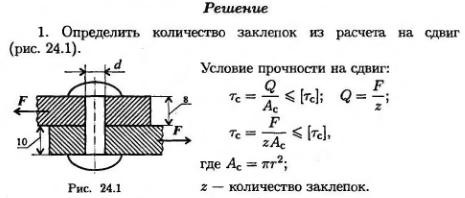 Решение
1. Определить количество заклепок из расчета на сдвиг
(рис. 24.1).
Условие прочности на сдвиг:
τс = Q/Aс ⩽ [τс]; Q = F/z;
τс = F/(zAс) ⩽ [τс],
где Aс = πr²;
z — количество заклепок.
d
F
8
10
F
Рис. 24.1